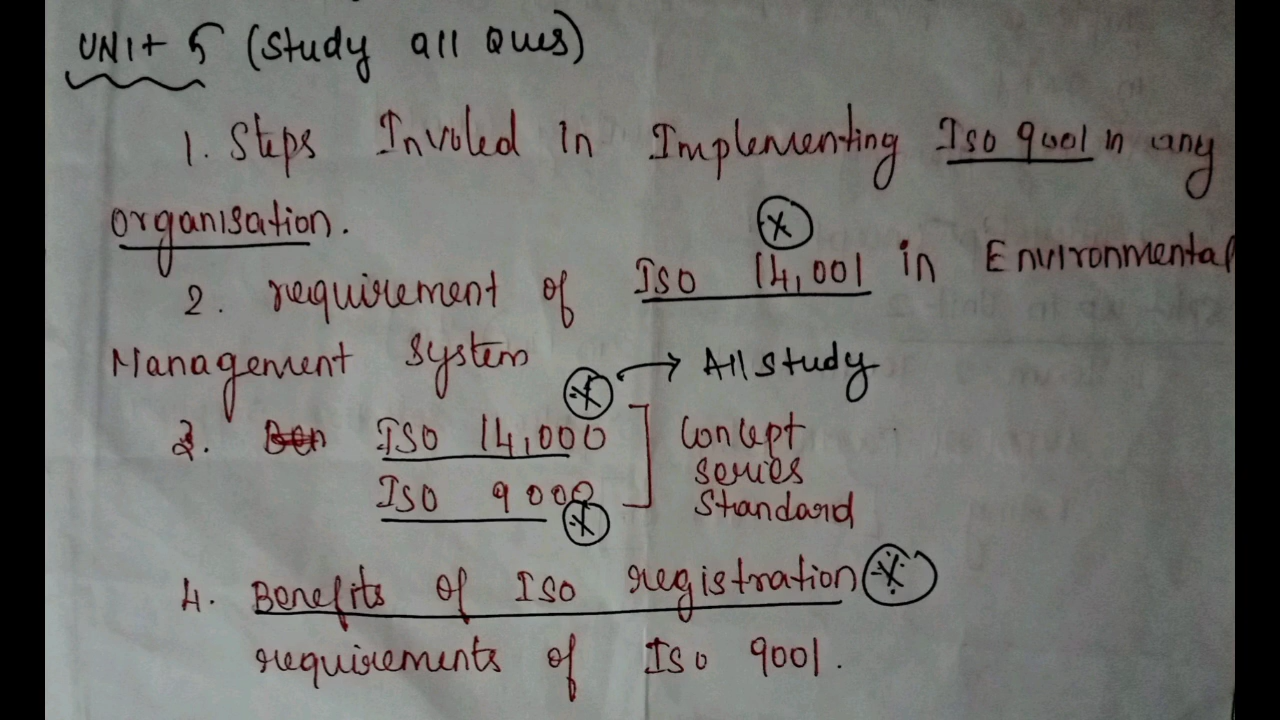 UNIt 5 (Study all Ques)
1. Steps Involed in Implementing Iso 9001 in any
organisation.
2. requirement of ISO 14,001 in Environmental
Management System
→ All study
3. ISO 14,000 ] Concept
series
ISO 9000 Standard
4. Benefits of ISO registration
requirements of ISO 9001.